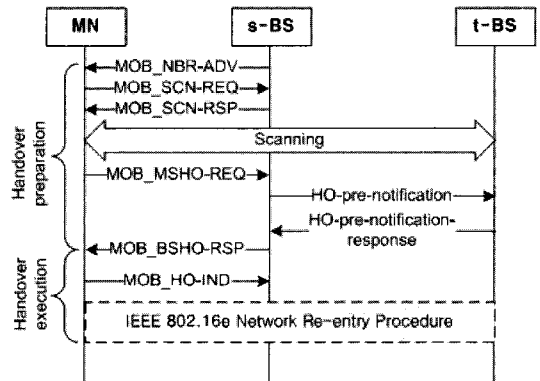 MN
s-BS
t-BS
MOB_NBR-ADV
MOB_SCN-REQ
MOB_SCN-RSP
Scanning
MOB_MSHO-REQ
HO-pre-notification
HO-pre-notification-
response
MOB_BSHO-RSP
MOB_HO-IND
IEEE 802.16e Network Re-entry Procedure
Handover
preparation
Handover
execution